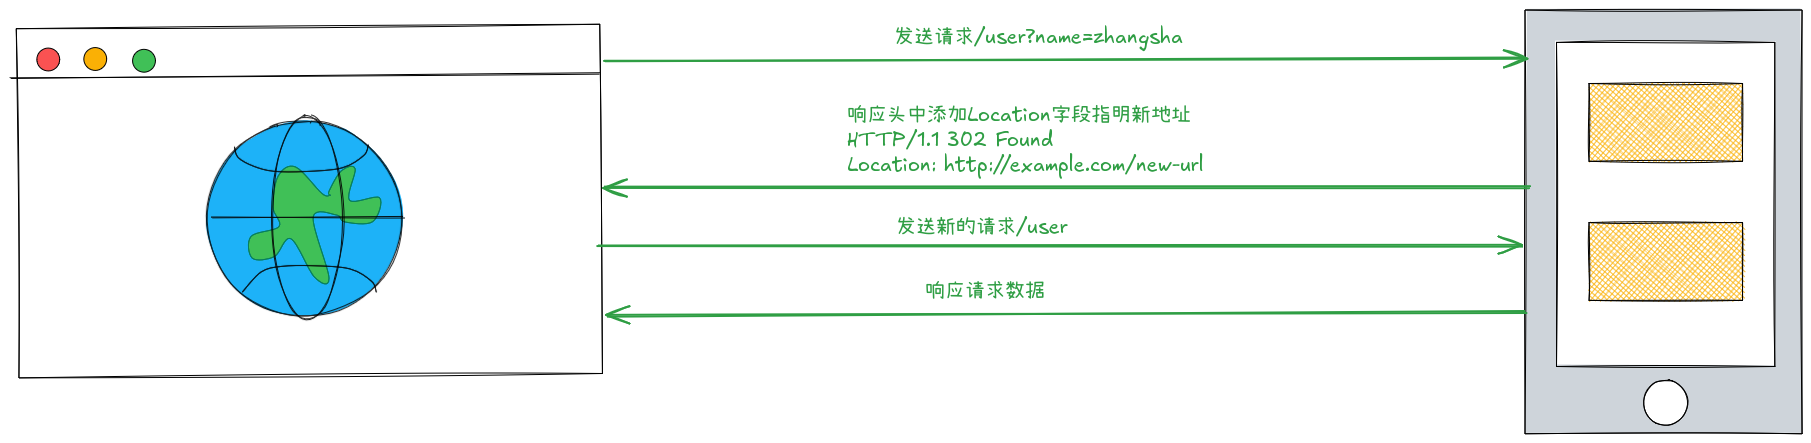 发送请求/user?name=zhangsha
响应头中添加Location字段指明新地址
HTTP/1.1 302 Found
Location: http://example.com/new-url
发送新的请求/user
响应请求数据